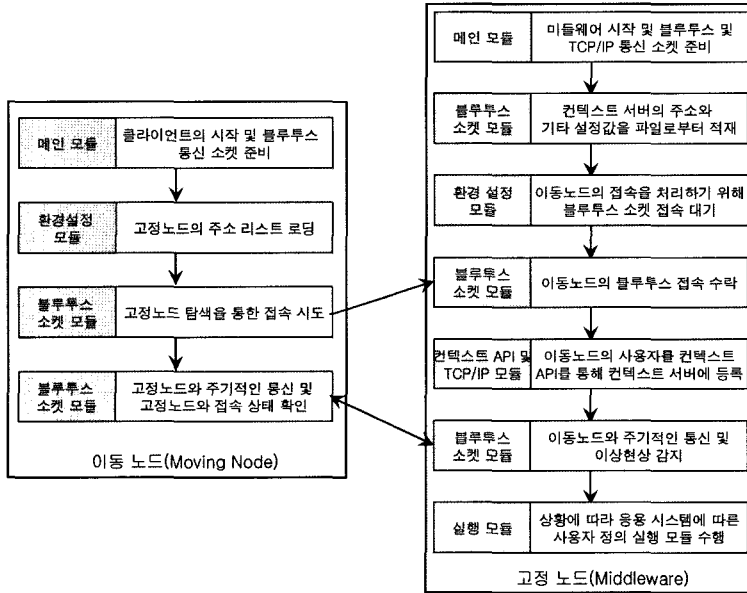 메인 모듈
클라이언트의 시작 및 블루투스
통신 소켓 준비
환경설정
모듈
고정노드의 주소 리스트 로딩
블루투스
소켓 모듈
고정노드 탐색을 통한 접속 시도
블루투스
소켓 모듈
고정노드와 주기적인 통신 및
고정노드와 접속 상태 확인
이동 노드(Moving Node)
메인 모듈
미들웨어 시작 및 블루투스 및
TCP/IP 통신 소켓 준비
블루투스
소켓 모듈
컨텍스트 서버의 주소와
기타 설정값을 파일로부터 적재
환경 설정
모듈
이동노드의 접속을 처리하기 위해
블루투스 소켓 접속 대기
블루투스
소켓 모듈
이동노드의 블루투스 접속 수락
컨텍스트 API 및
TCP/IP 모듈
이동노드의 사용자를 컨텍스트
API를 통해 컨텍스트 서버에 등록
블루투스
소켓 모듈
이동노드와 주기적인 통신 및
이상현상 감지
실행 모듈
상황에 따라 응용 시스템에 따른
사용자 정의 실행 모듈 수행
고정 노드(Middleware)